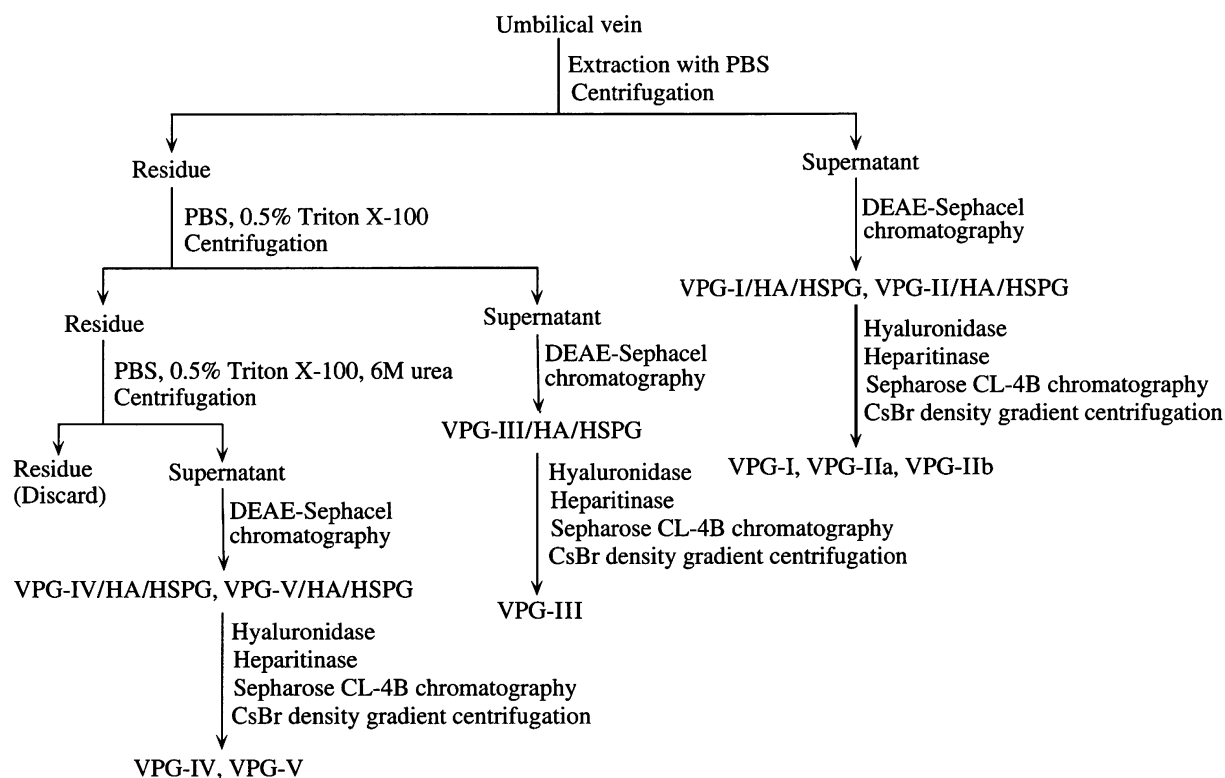 Umbilical vein
Extraction with PBS
Centrifugation
Residue
Supernatant
PBS, 0.5% Triton X-100
Centrifugation
DEAE-Sephacel
chromatography
Residue
Supernatant
VPG-I/HA/HSPG, VPG-II/HA/HSPG
PBS, 0.5% Triton X-100, 6M urea
Centrifugation
DEAE-Sephacel
chromatography
Hyaluronidase
Heparitinase
Sepharose CL-4B chromatography
CsBr density gradient centrifugation
Residue
(Discard)
Supernatant
VPG-III/HA/HSPG
VPG-I, VPG-IIa, VPG-IIb
DEAE-Sephacel
chromatography
Hyaluronidase
Heparitinase
Sepharose CL-4B chromatography
CsBr density gradient centrifugation
VPG-IV/HA/HSPG, VPG-V/HA/HSPG
VPG-III
Hyaluronidase
Heparitinase
Sepharose CL-4B chromatography
CsBr density gradient centrifugation
VPG-IV, VPG-V